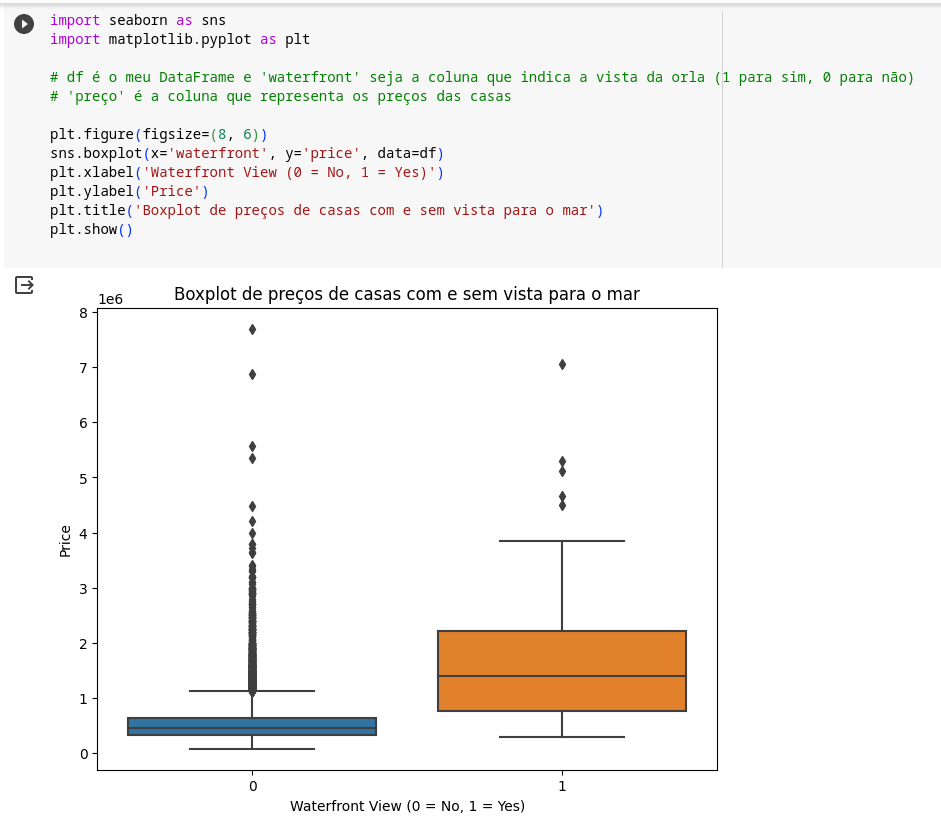 import seaborn as sns
import matplotlib.pyplot as plt
# df é o meu DataFrame e 'waterfront' seja a coluna que indica a vista da orla (1 para sim, 0 para não)
# 'preço' é a coluna que representa os preços das casas
plt.figure(figsize=(8, 6))
sns.boxplot(x='waterfront', y='price', data=df)
plt.xlabel('Waterfront View (0 = No, 1 = Yes)')
plt.ylabel('Price')
plt.title('Boxplot de preços de casas com e sem vista para o mar')
plt.show()
Boxplot de preços de casas com e sem vista para o mar
1e6
8
7
6
5
4
3
2
1
0
Price
0 1
Waterfront View (0 = No, 1 = Yes)